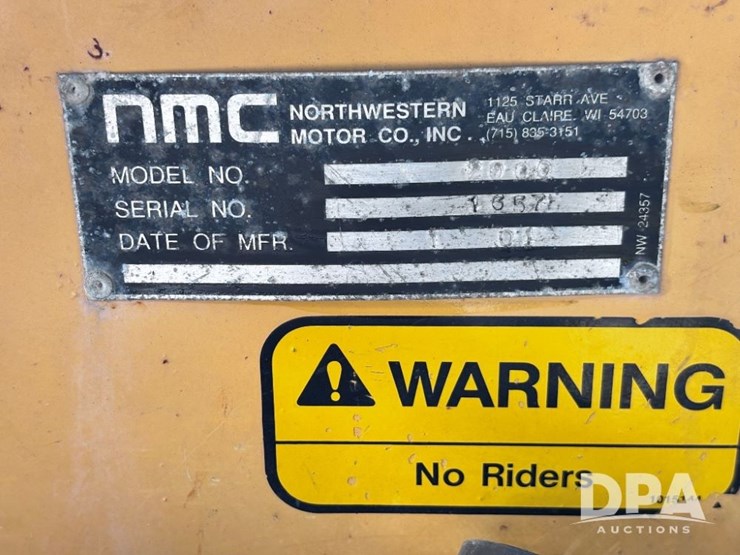 3.
nmc NORTHWESTERN MOTOR CO., INC.
1125 STARR AVE
EAU CLAIRE, WI 54703
(715) 835-3151
MODEL NO.
SERIAL NO.
DATE OF MFR.
NW 24357
WARNING
No Riders
DPA
AUCTIONS